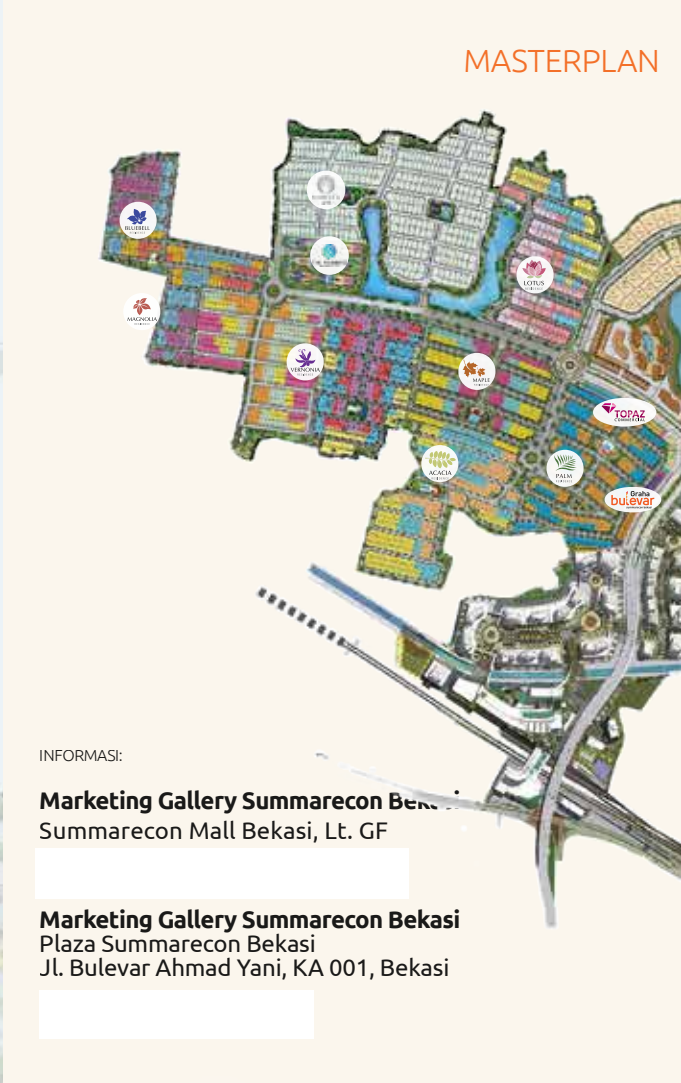 MASTERPLAN
BLUEBELL
LOTUS
MAGNOLIA
VERNONIA
MAPLE
TOPAZ
COMMERCIAL
ACACIA
PALM
Graha
bulevar
INFORMASI:
Marketing Gallery Summarecon Bekasi
Summarecon Mall Bekasi, Lt. GF
Marketing Gallery Summarecon Bekasi
Plaza Summarecon Bekasi
Jl. Bulevar Ahmad Yani, KA 001, Bekasi